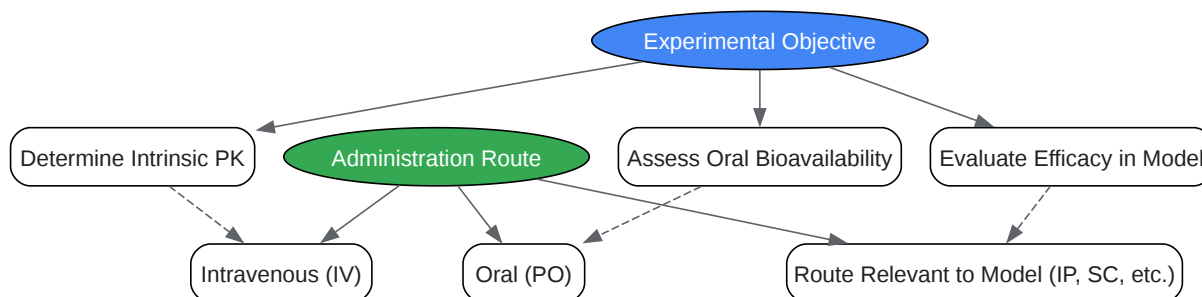 Experimental Objective
Determine Intrinsic PK
Administration Route
Assess Oral Bioavailability
Evaluate Efficacy in Model
Intravenous (IV)
Oral (PO)
Route Relevant to Model (IP, SC, etc.)